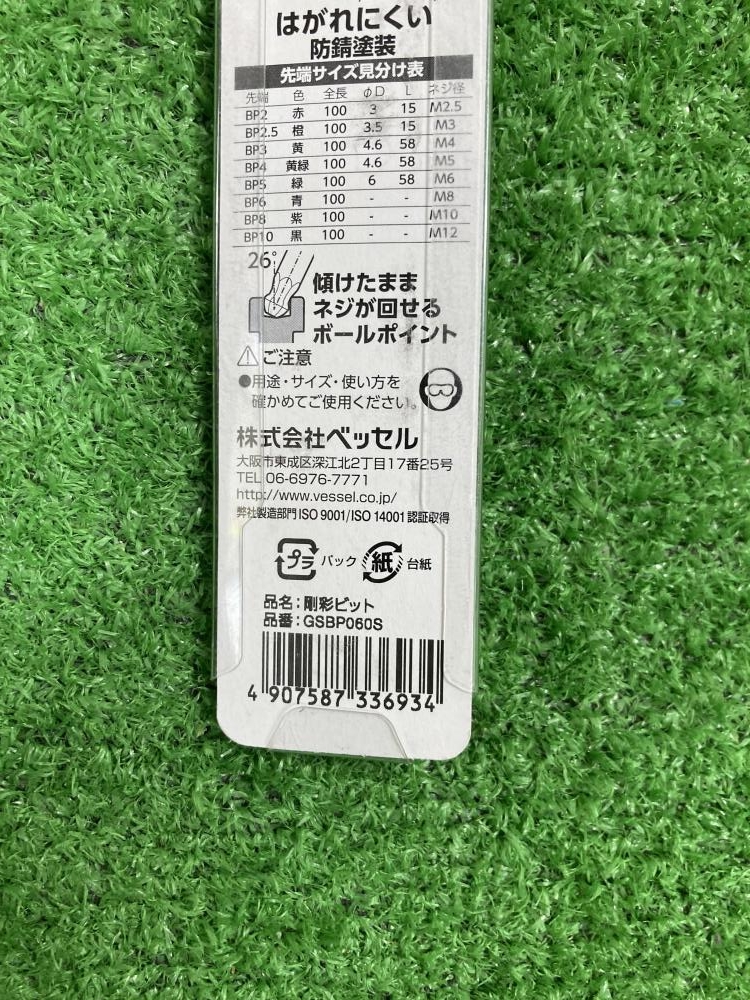 はがれにくい
防錆塗装
先端サイズ見分け表
先端 色 全長 φD L ネジ径
BP2 赤 100 3 15 M2.5
BP2.5 橙 100 3.5 15 M3
BP3 黄 100 4.6 58 M4
BP4 黄緑 100 4.6 58 M5
BP5 緑 100 6 58 M6
BP6 青 100 - - M8
BP8 紫 100 - - M10
BP10 黒 100 - - M12
26°
傾けたまま
ネジが回せる
ボールポイント
ご注意
●用途・サイズ・使い方を
確かめてご使用ください。
株式会社ベッセル
大阪市東成区深江北2丁目17番25号
TEL 06-6976-7771
http://www.vessel.co.jp/
弊社製造部門 ISO 9001/ISO 14001 認証取得
プラ パック 紙 台紙
品名：剛彩ビット
品番：GSBP060S
4 907587 336934